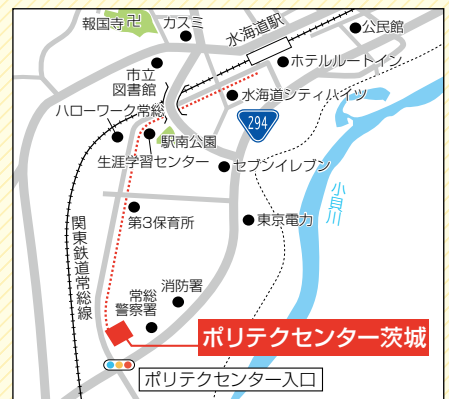 報国寺卍
カスミ
水海道駅
公民館
ホテルルートイン
市立
図書館
水海道シティハイツ
ハローワーク常総
294
駅南公園
生涯学習センター
セブンイレブン
小貝川
第3保育所
東京電力
関東鉄道常総線
消防署
常総
警察署
ポリテクセンター茨城
ポリテクセンター入口